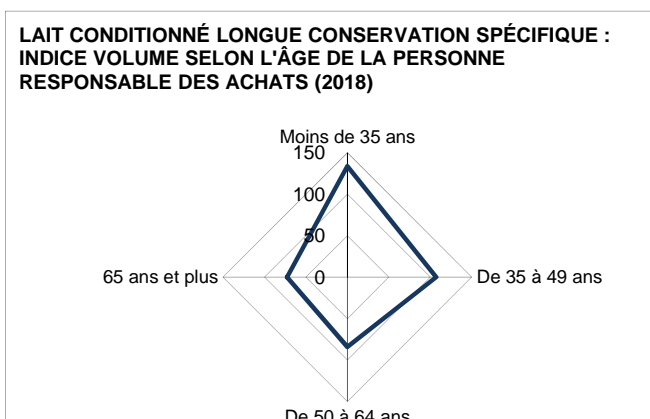 LAIT CONDITIONNÉ LONGUE CONSERVATION SPÉCIFIQUE :
INDICE VOLUME SELON L'ÂGE DE LA PERSONNE
RESPONSABLE DES ACHATS (2018)
Moins de 35 ans
150
100
50
65 ans et plus
0
De 35 à 49 ans
De 50 à 64 ans